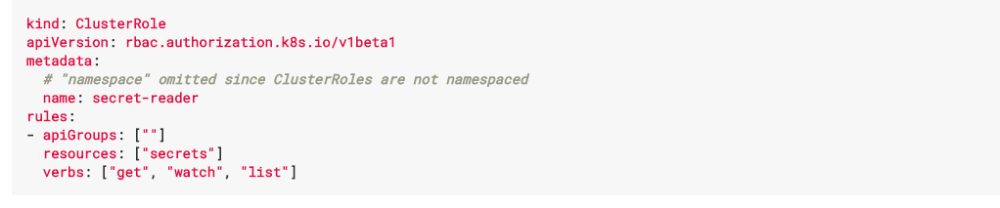 kind: ClusterRole
apiVersion: rbac.authorization.k8s.io/v1beta1
metadata:
  # "namespace" omitted since ClusterRoles are not namespaced
  name: secret-reader
rules:
- apiGroups: [""]
  resources: ["secrets"]
  verbs: ["get", "watch", "list"]